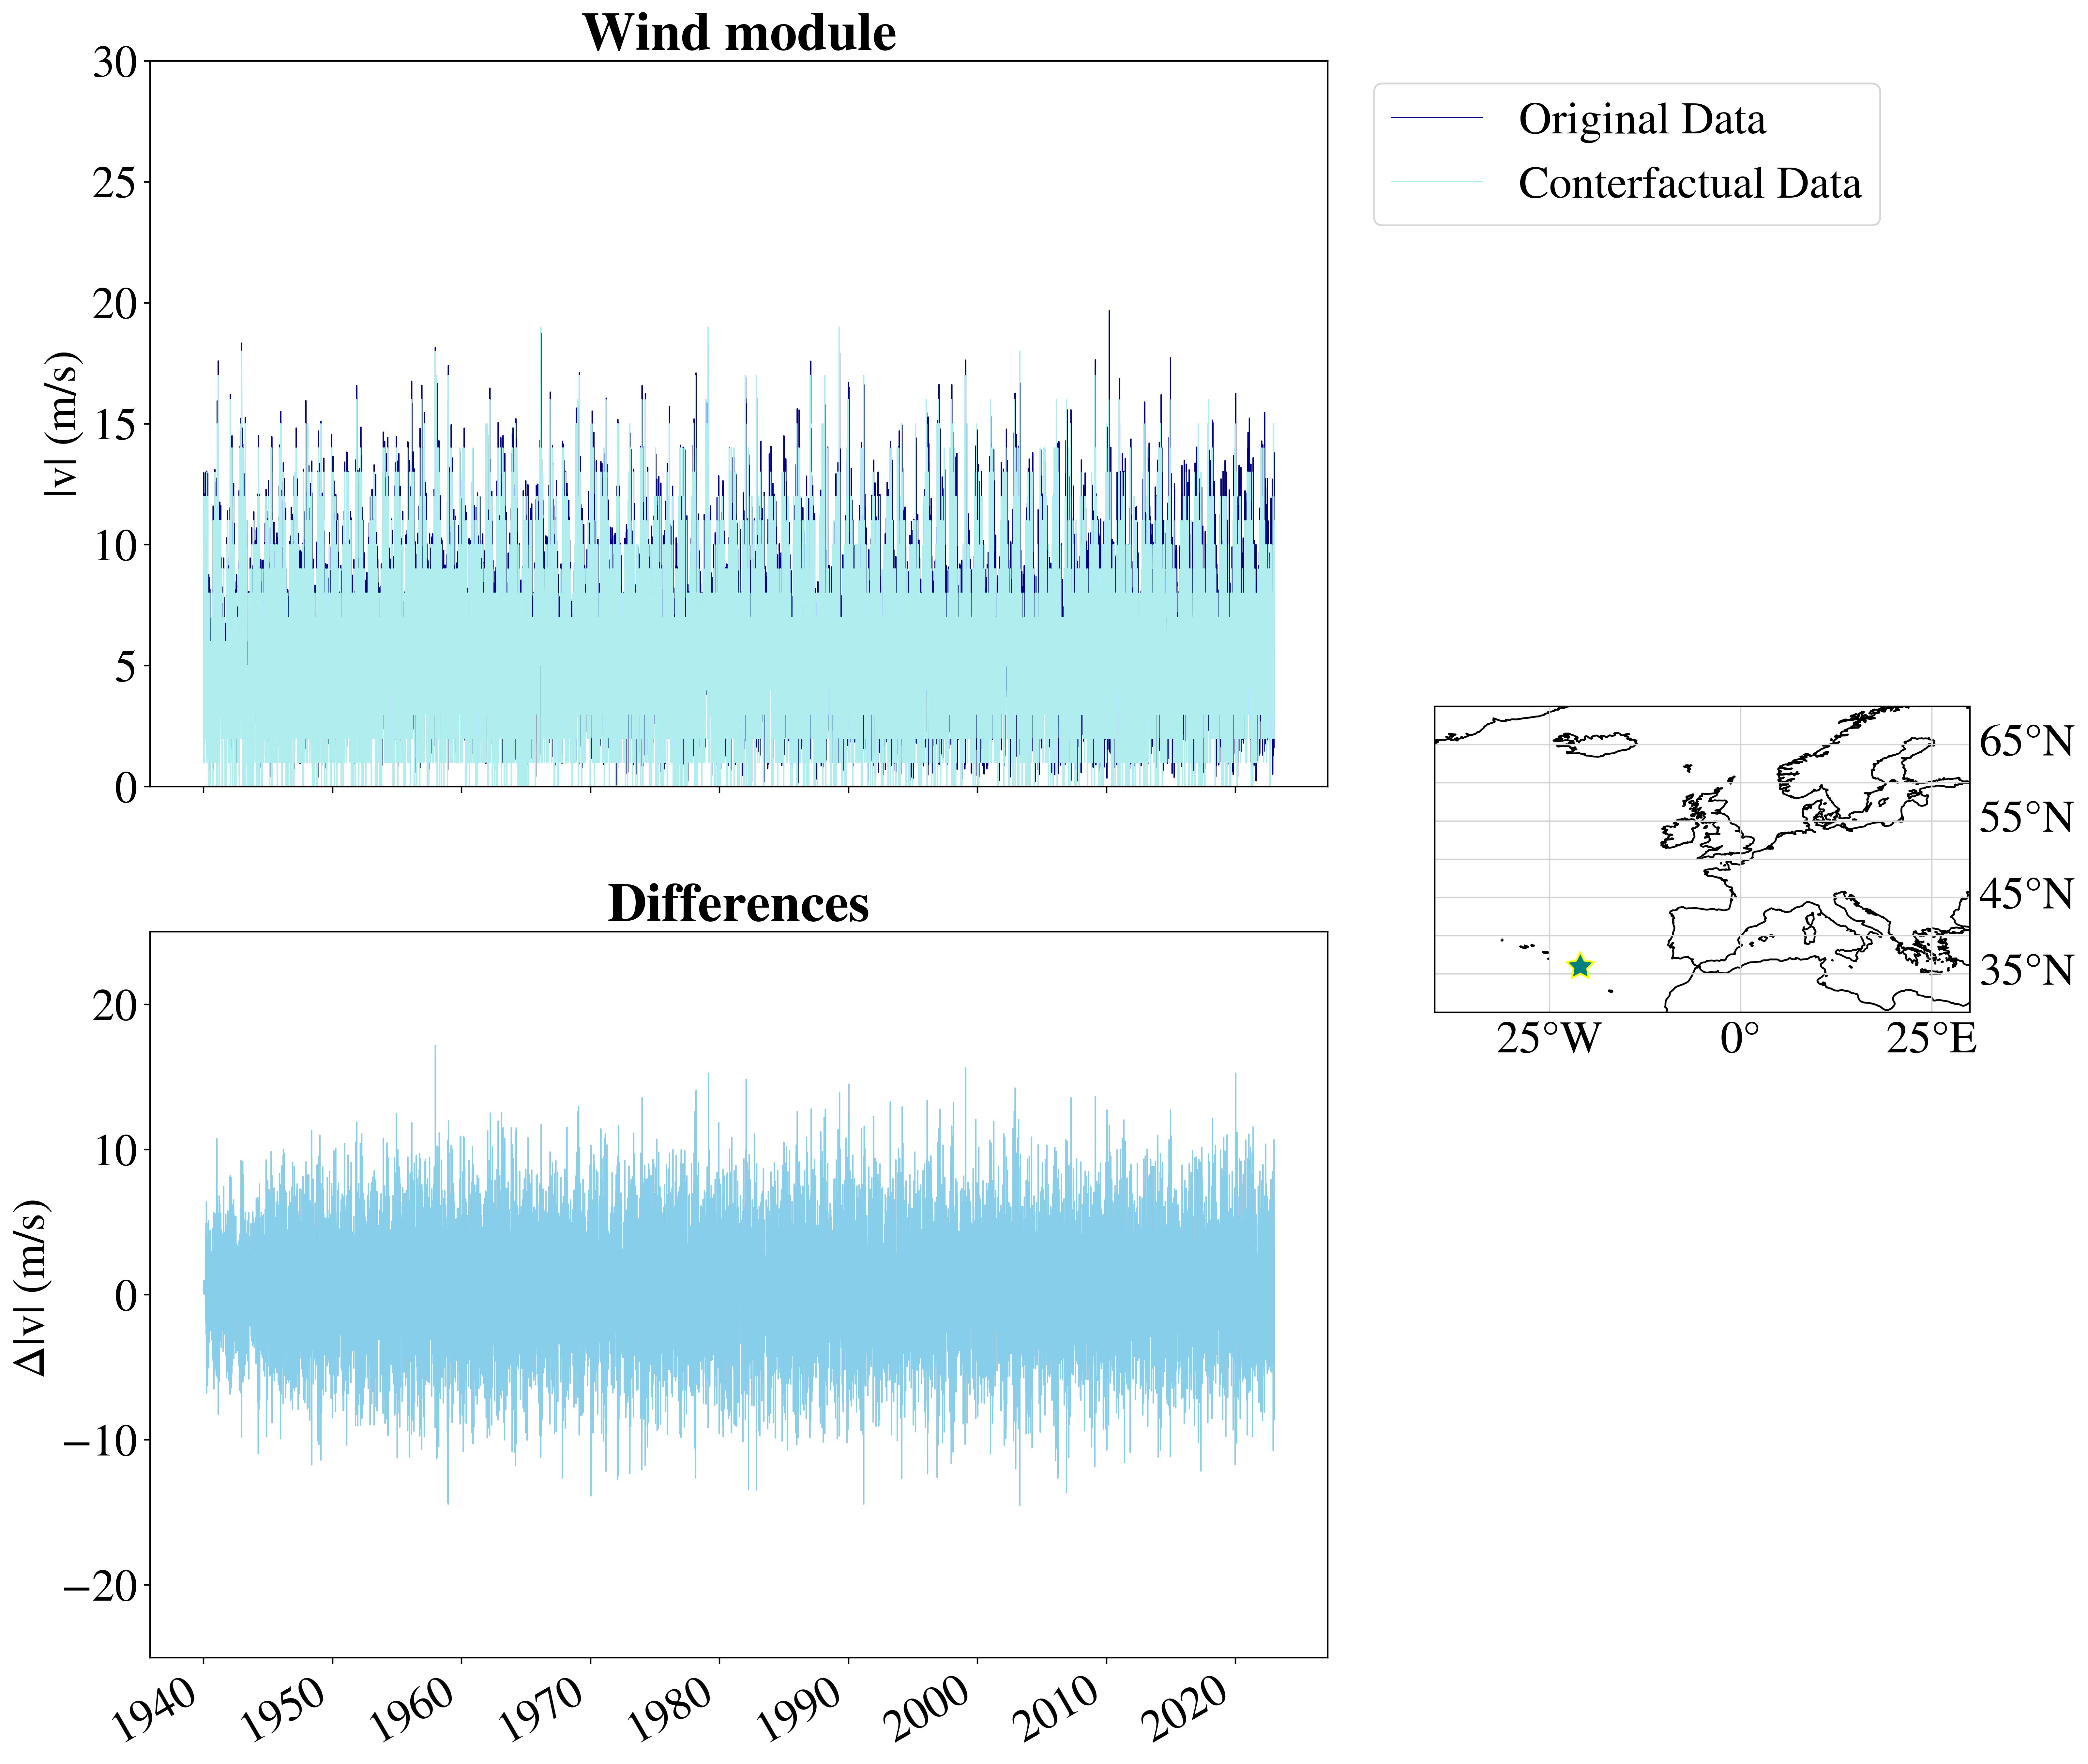 Wind module
30
25
20
15
10
5
0
|v| (m/s)
Original Data
Conterfactual Data
65°N
55°N
45°N
35°N
25°W 0° 25°E
Differences
20
10
0
−10
−20
Δ|v| (m/s)
1940 1950 1960 1970 1980 1990 2000 2010 2020